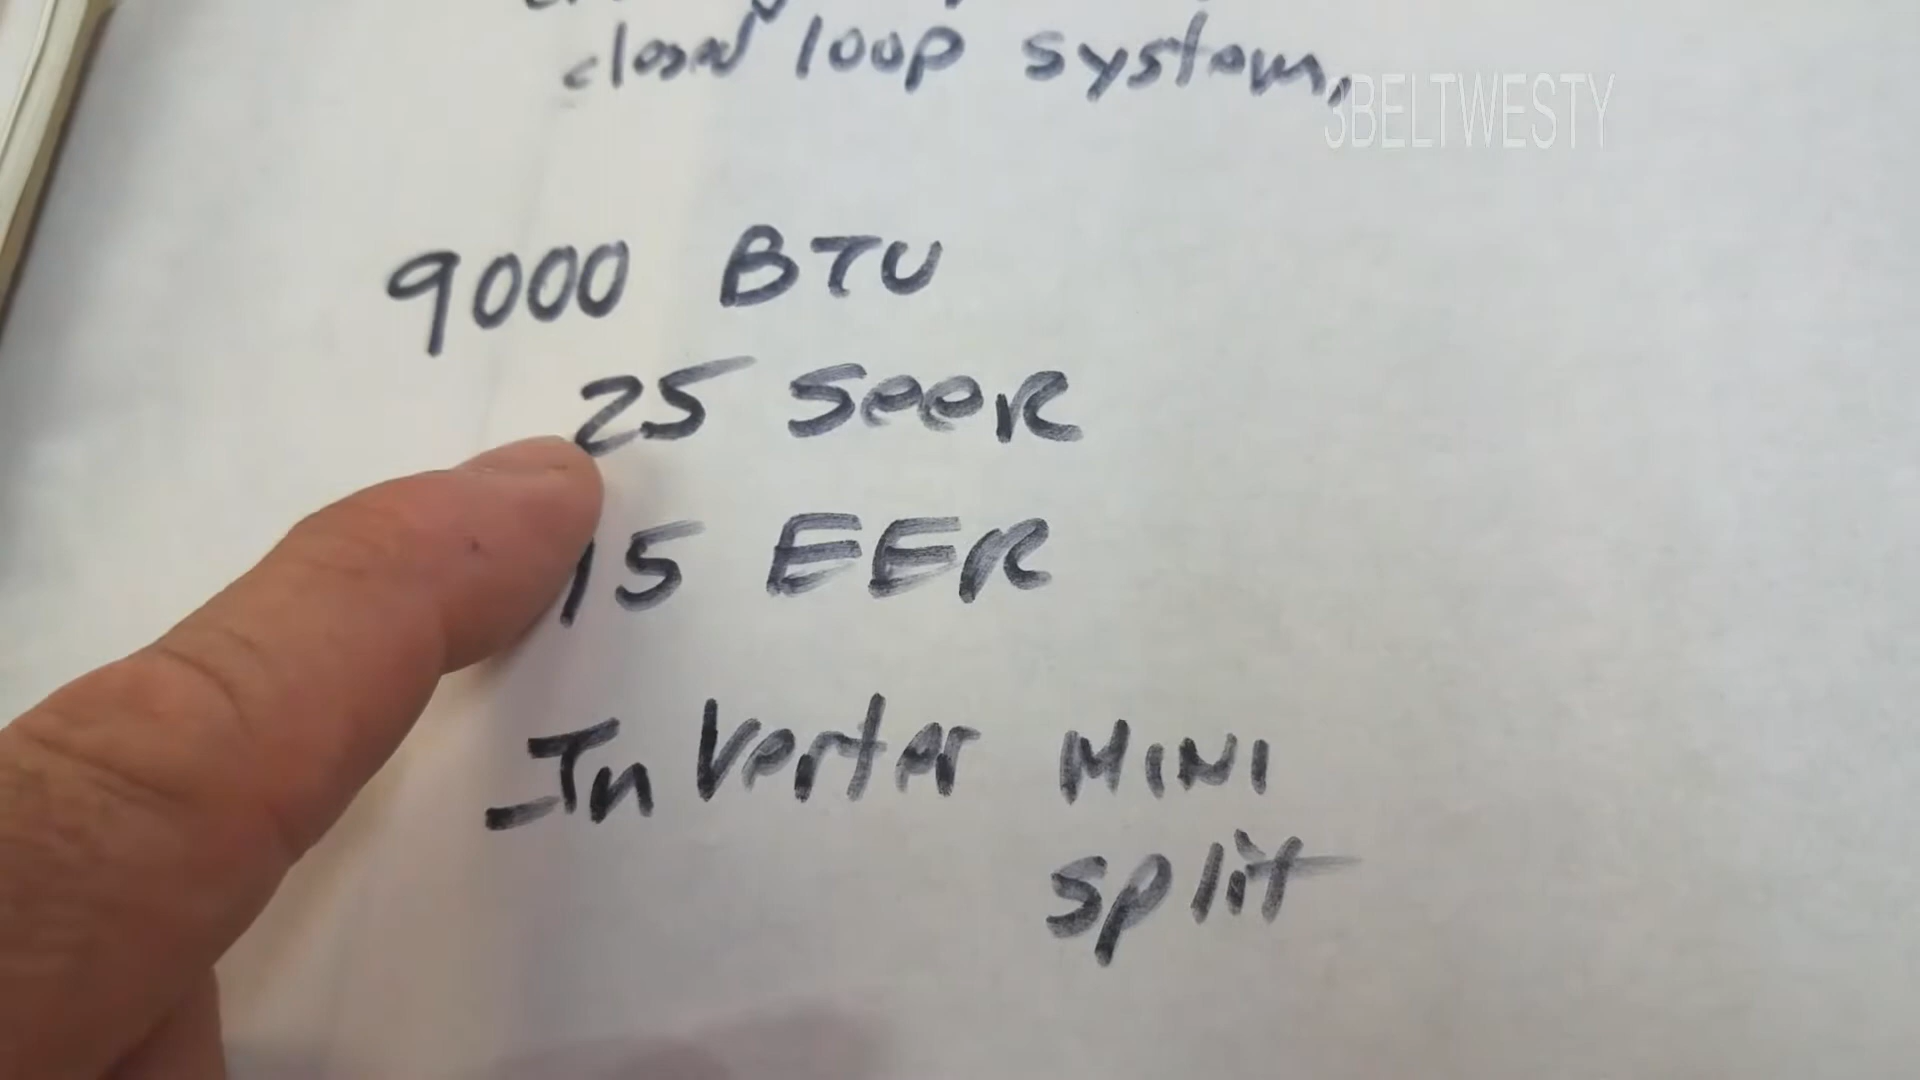 closed loop system,
3BELTWESTY
9000 BTU
25 SeeR
15 EER
InVerter MINI
split